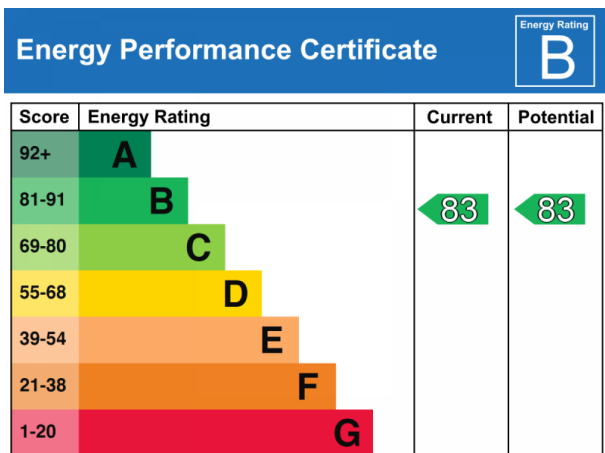 Energy Performance Certificate
Energy Rating
B
Score Energy Rating Current Potential
92+ A
81-91 B 83 83
69-80 C
55-68 D
39-54 E
21-38 F
1-20 G